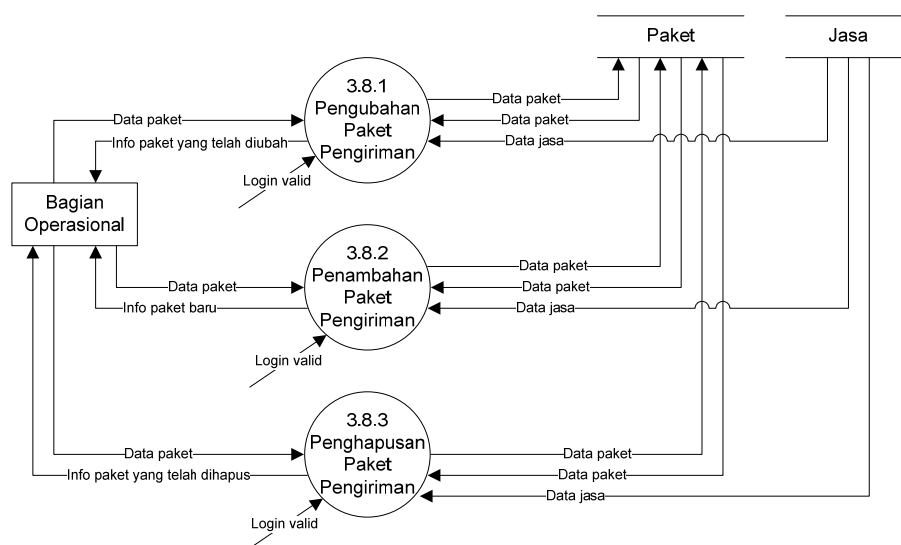 Paket
Jasa
3.8.1
Pengubahan
Paket
Pengiriman
Data paket
Data paket
Data paket
Info paket yang telah diubah
Data jasa
Login valid
Bagian
Operasional
3.8.2
Penambahan
Paket
Pengiriman
Data paket
Data paket
Data paket
Info paket baru
Data jasa
Login valid
3.8.3
Penghapusan
Paket
Pengiriman
Data paket
Data paket
Info paket yang telah dihapus
Data paket
Data jasa
Login valid